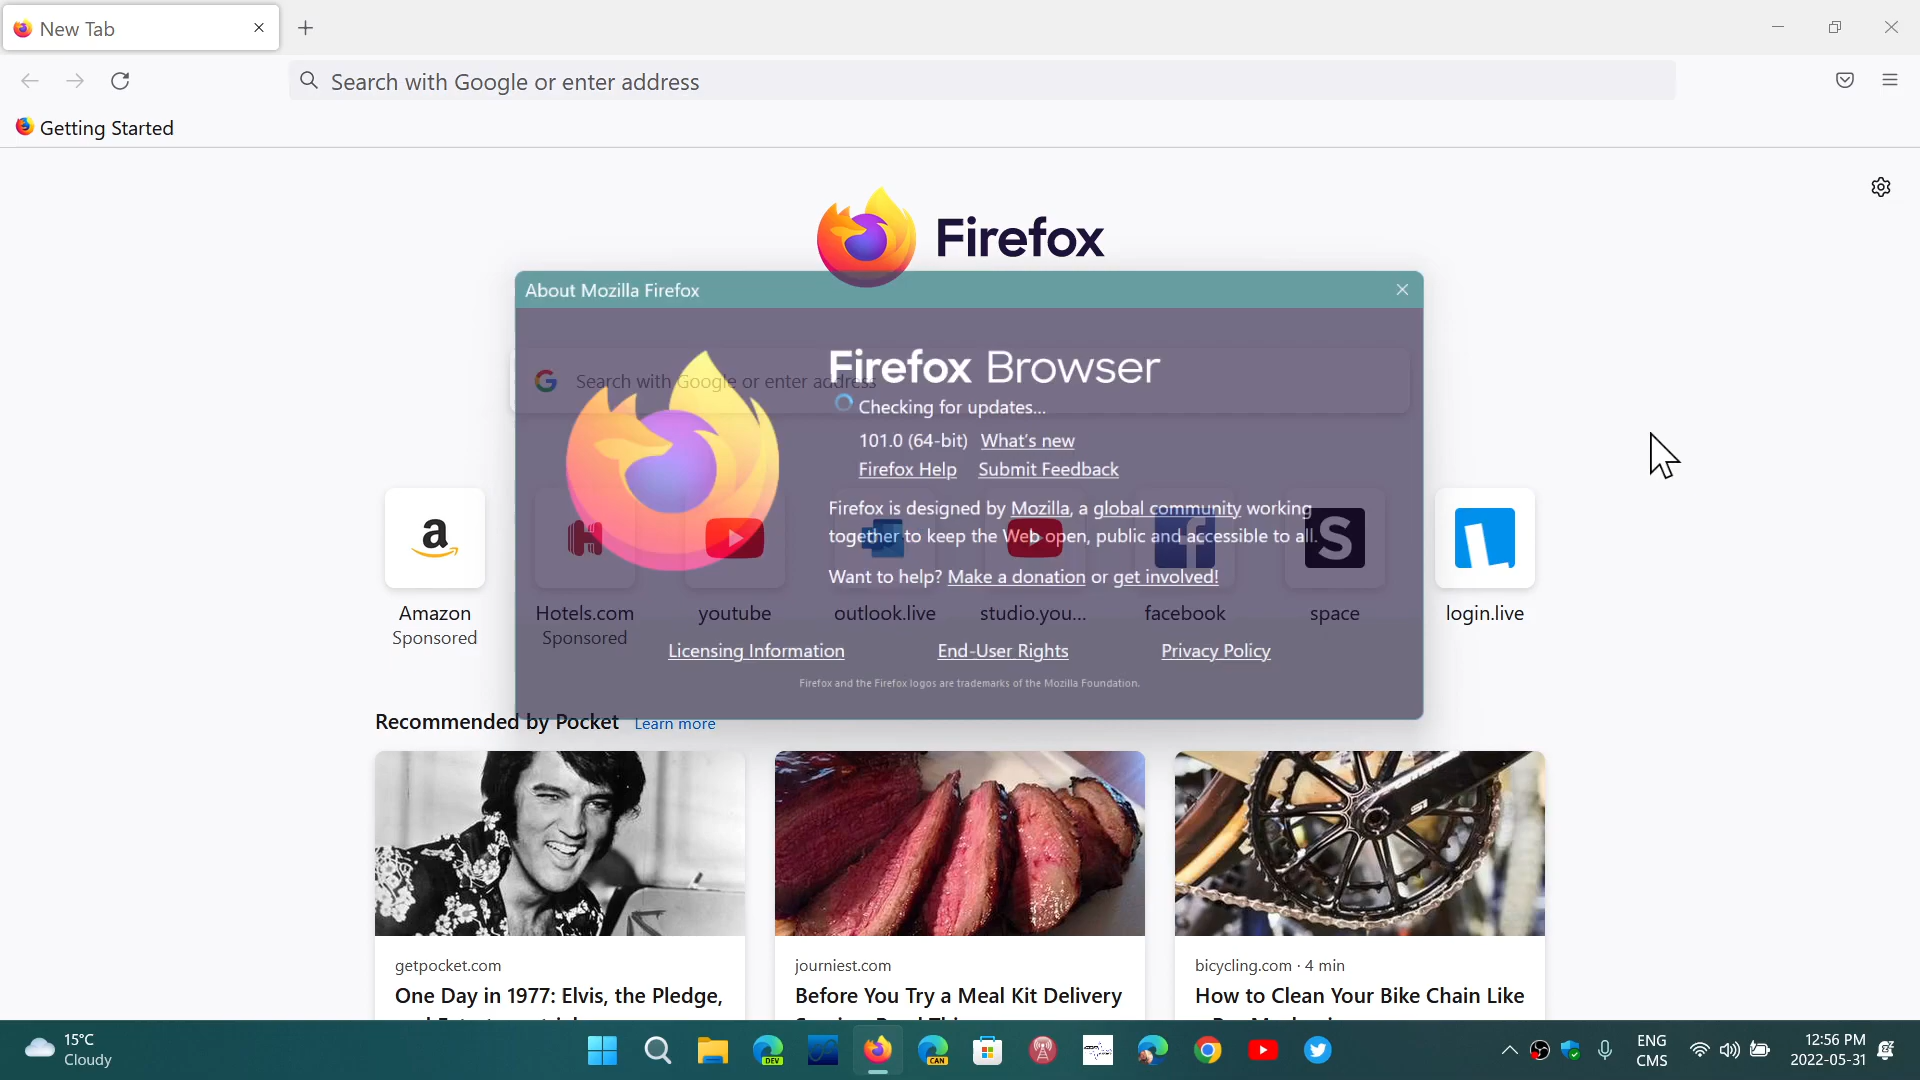 New Tab
Search with Google or enter address
Getting Started
Firefox
About Mozilla Firefox
Firefox Browser
Search with Google or enter address
Checking for updates...
101.0 (64-bit) What's new
Firefox Help Submit Feedback
Firefox is designed by Mozilla, a global community working
together to keep the Web open, public and accessible to all.
Want to help? Make a donation or get involved!
Amazon
Sponsored
Hotels.com
Sponsored
youtube
outlook.live
studio.you...
facebook
space
login.live
Licensing Information End-User Rights Privacy Policy
Firefox and the Firefox logos are trademarks of the Mozilla Foundation.
Recommended by Pocket Learn more
getpocket.com
One Day in 1977: Elvis, the Pledge,
journiest.com
Before You Try a Meal Kit Delivery
bicycling.com · 4 min
How to Clean Your Bike Chain Like
15°C
Cloudy
DEV
CAN
ENG
CMS
12:56 PM
2022-05-31